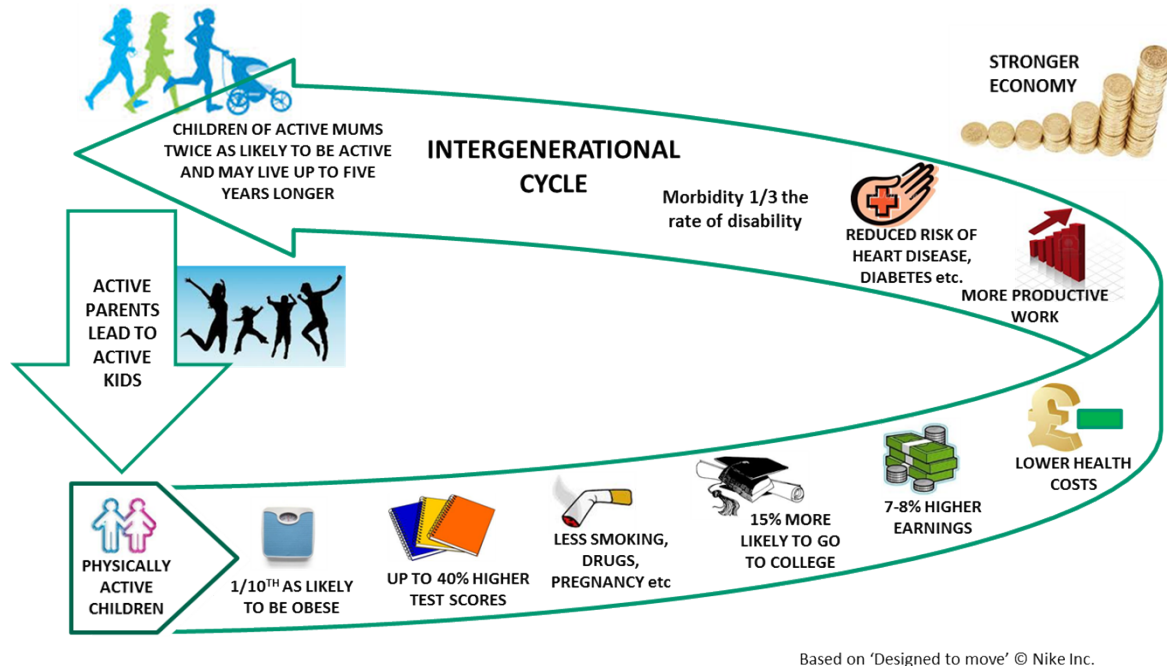 STRONGER
ECONOMY
CHILDREN OF ACTIVE MUMS
TWICE AS LIKELY TO BE ACTIVE
AND MAY LIVE UP TO FIVE
YEARS LONGER
INTERGENERATIONAL
CYCLE
Morbidity 1/3 the
rate of disability
REDUCED RISK OF
HEART DISEASE,
DIABETES etc.
MORE PRODUCTIVE
WORK
ACTIVE
PARENTS
LEAD TO
ACTIVE
KIDS
PHYSICALLY
ACTIVE
CHILDREN
1/10TH AS LIKELY
TO BE OBESE
UP TO 40% HIGHER
TEST SCORES
LESS SMOKING,
DRUGS,
PREGNANCY etc
15% MORE
LIKELY TO GO
TO COLLEGE
7-8% HIGHER
EARNINGS
£
LOWER HEALTH
COSTS
Based on ‘Designed to move’ © Nike Inc.